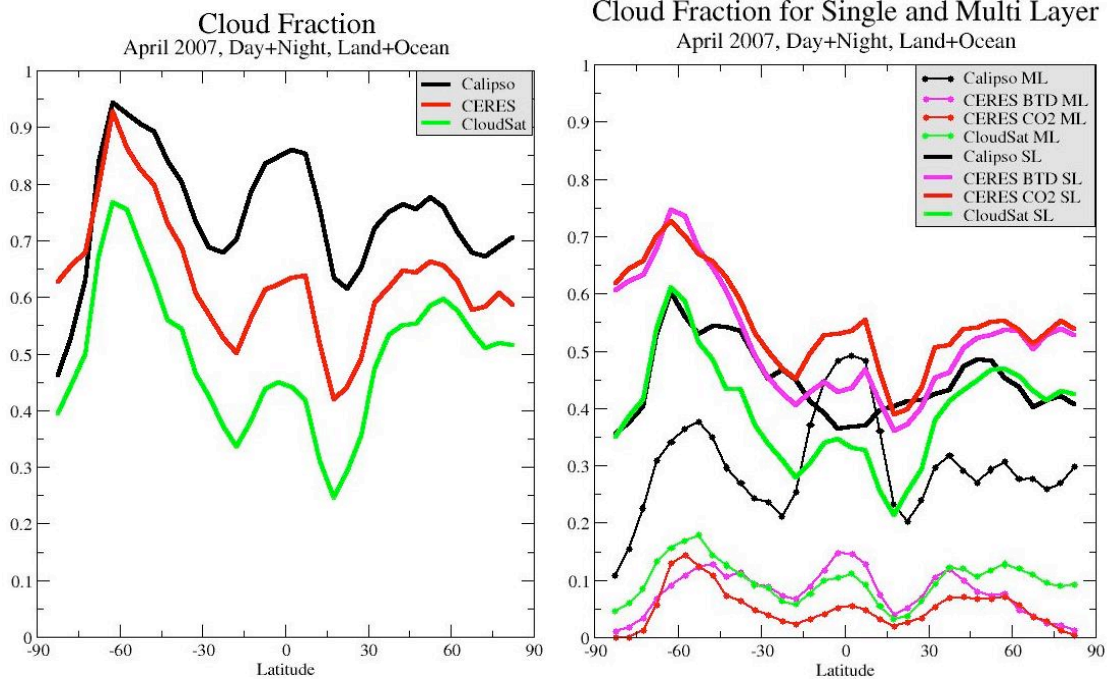 Cloud Fraction
April 2007, Day+Night, Land+Ocean
1
0.9
0.8
0.7
0.6
0.5
0.4
0.3
0.2
0.1
0
-90 -60 -30 0 30 60 90
Latitude
Calipso
CERES
CloudSat
Cloud Fraction for Single and Multi Layer
April 2007, Day+Night, Land+Ocean
1
0.9
0.8
0.7
0.6
0.5
0.4
0.3
0.2
0.1
0
-90 -60 -30 0 30 60 90
Latitude
Calipso ML
CERES BTD ML
CERES CO2 ML
CloudSat ML
Calipso SL
CERES BTD SL
CERES CO2 SL
CloudSat SL